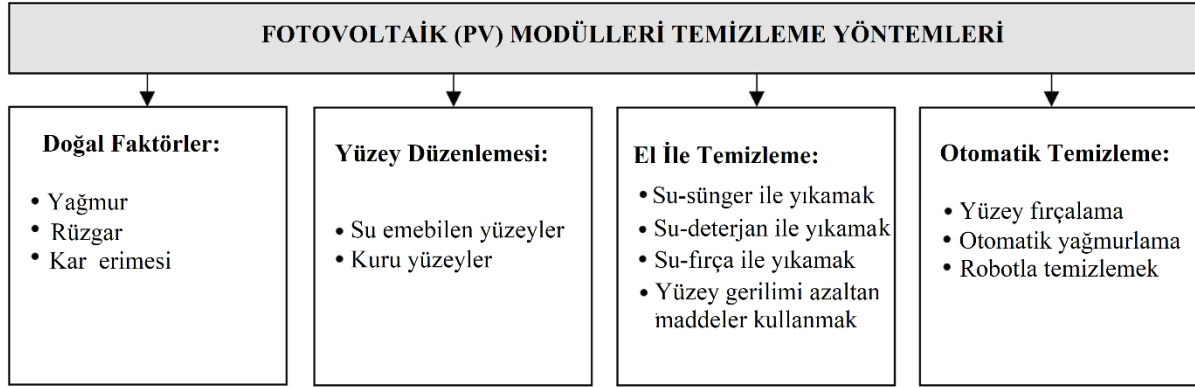 FOTOVOLTAİK (PV) MODÜLLERİ TEMİZLEME YÖNTEMLERİ
Doğal Faktörler:
• Yağmur
• Rüzgar
• Kar erimesi
Yüzey Düzenlemesi:
• Su emebilen yüzeyler
• Kuru yüzeyler
El İle Temizleme:
• Su-sünger ile yıkamak
• Su-deterjan ile yıkamak
• Su-fırça ile yıkamak
• Yüzey gerilimi azaltan
maddeler kullanmak
Otomatik Temizleme:
• Yüzey fırçalama
• Otomatik yağmurlama
• Robotla temizlemek